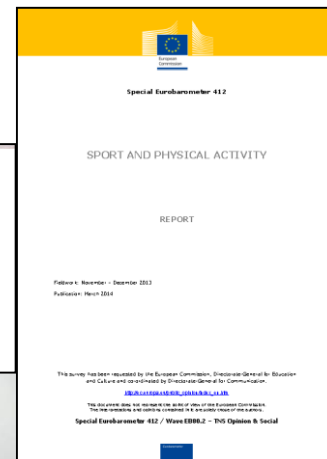 European
Commission
Special Eurobarometer 412
SPORT AND PHYSICAL ACTIVITY
REPORT
Fieldwork: November - December 2013
Publication: March 2014
This survey has been requested by the European Commission, Directorate-General for Education
and Culture and co-ordinated by Directorate-General for Communication.
This document does not represent the point of view of the European Commission.
The interpretations and opinions contained in it are solely those of the authors.
Special Eurobarometer 412 / Wave EB80.2 – TNS Opinion & Social